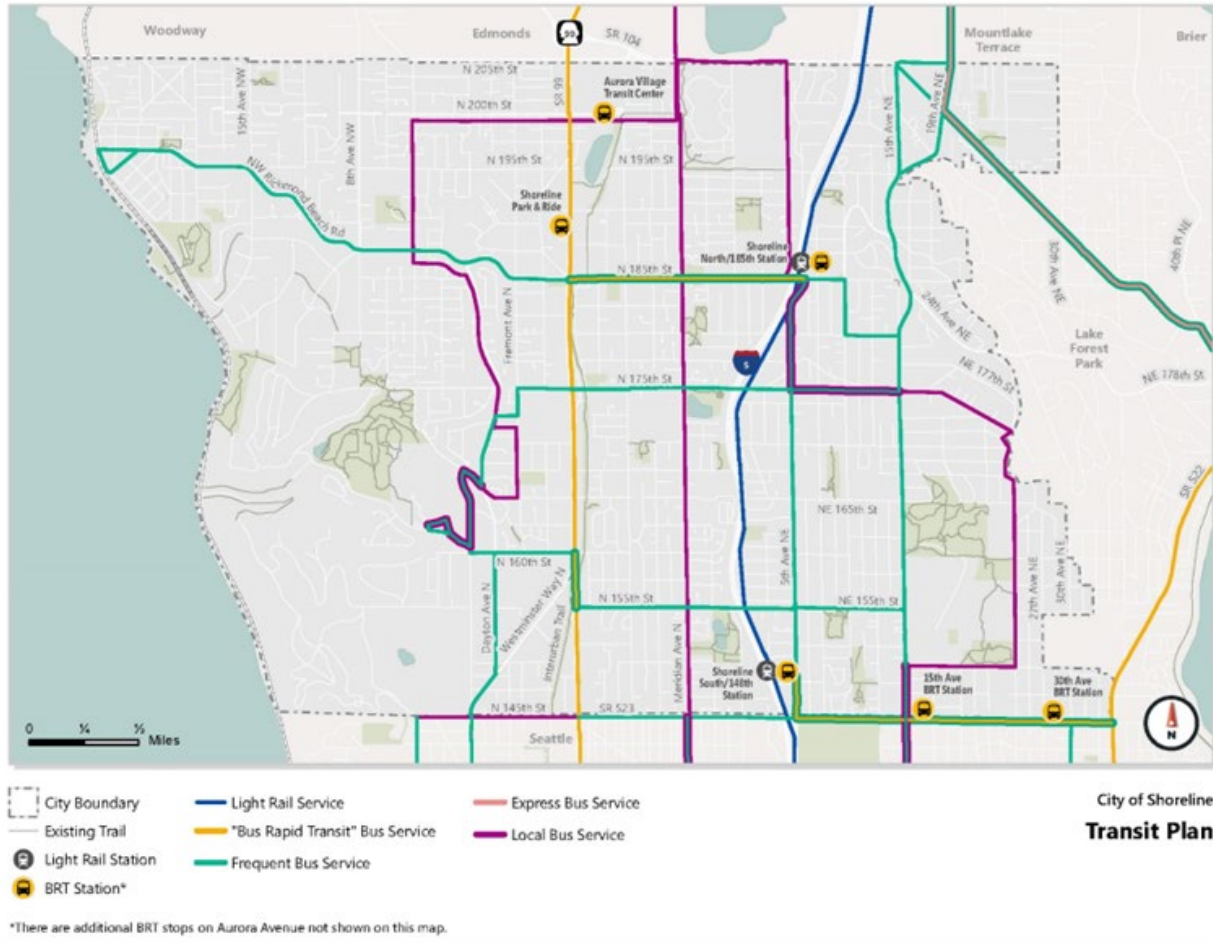 Woodway
Edmonds
99
SR 104
Mountlake
Terrace
Brier
N 205th St
SR 99
Aurora Village
Transit Center
15th Ave NW
N 200th St
15th Ave NE
19th Ave NE
8th Ave NW
N 195th St
N 195th St
NW Richmond Beach Rd
Shoreline
Park & Ride
Shoreline
North/185th Station
N 185th St
30th Ave NE
40th Pl NE
24th Ave NE
Fremont Ave N
5
Lake
Forest
Park
NE 177th St
NE 178th St
N 175th St
SR 522
NE 165th St
5th Ave NE
N 160th St
Westminster Way N
27th Ave NE
30th Ave NE
N 155th St
NE 155th St
Dayton Ave N
Interurban Trail
Meridian Ave N
Shoreline
South/148th
Station
15th Ave
BRT Station
30th Ave
BRT Station
N 145th St
SR 523
Seattle
0 ¼ ½
Miles
N
City Boundary
Existing Trail
Light Rail Station
BRT Station*
Light Rail Service
"Bus Rapid Transit" Bus Service
Frequent Bus Service
Express Bus Service
Local Bus Service
City of Shoreline
Transit Plan
*There are additional BRT stops on Aurora Avenue not shown on this map.